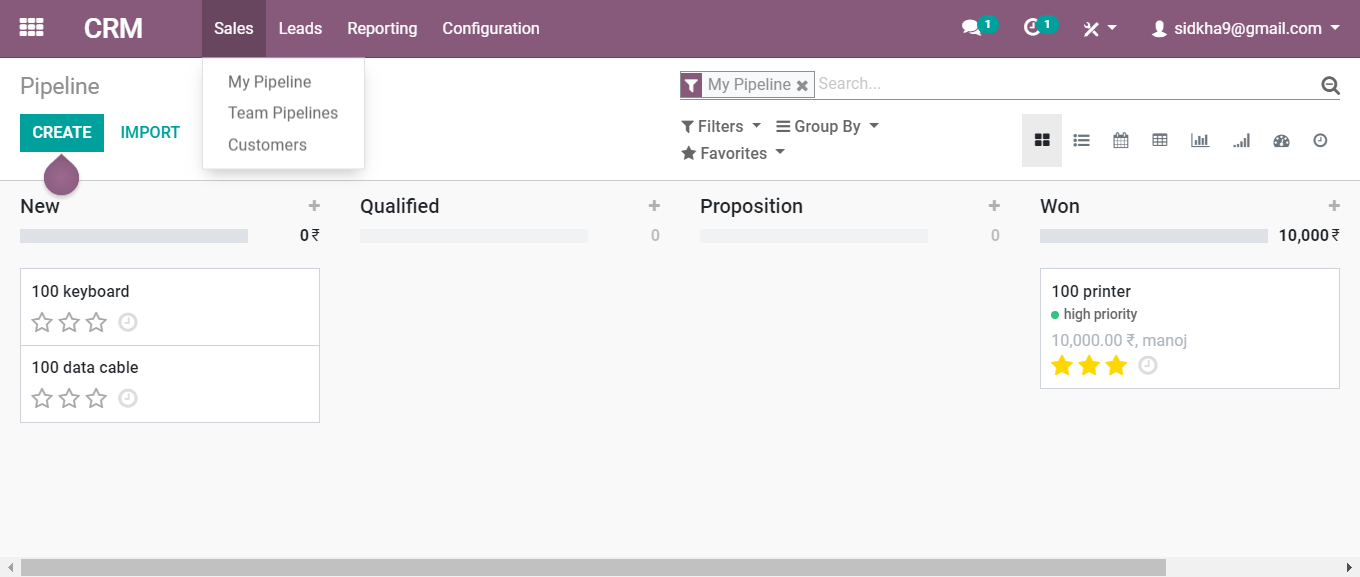 CRM Sales Leads Reporting Configuration 1 1 sidkha9@gmail.com
Pipeline
My Pipeline
Team Pipelines
Customers
My Pipeline Search...
CREATE IMPORT
Filters Group By
Favorites
New
0 ₹
Qualified
0
Proposition
0
Won
10,000 ₹
100 keyboard
100 data cable
100 printer
high priority
10,000.00 ₹, manoj